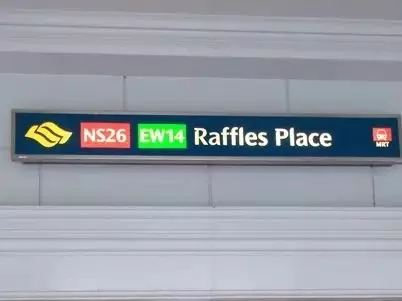 NS26 EW14 Raffles Place MRT